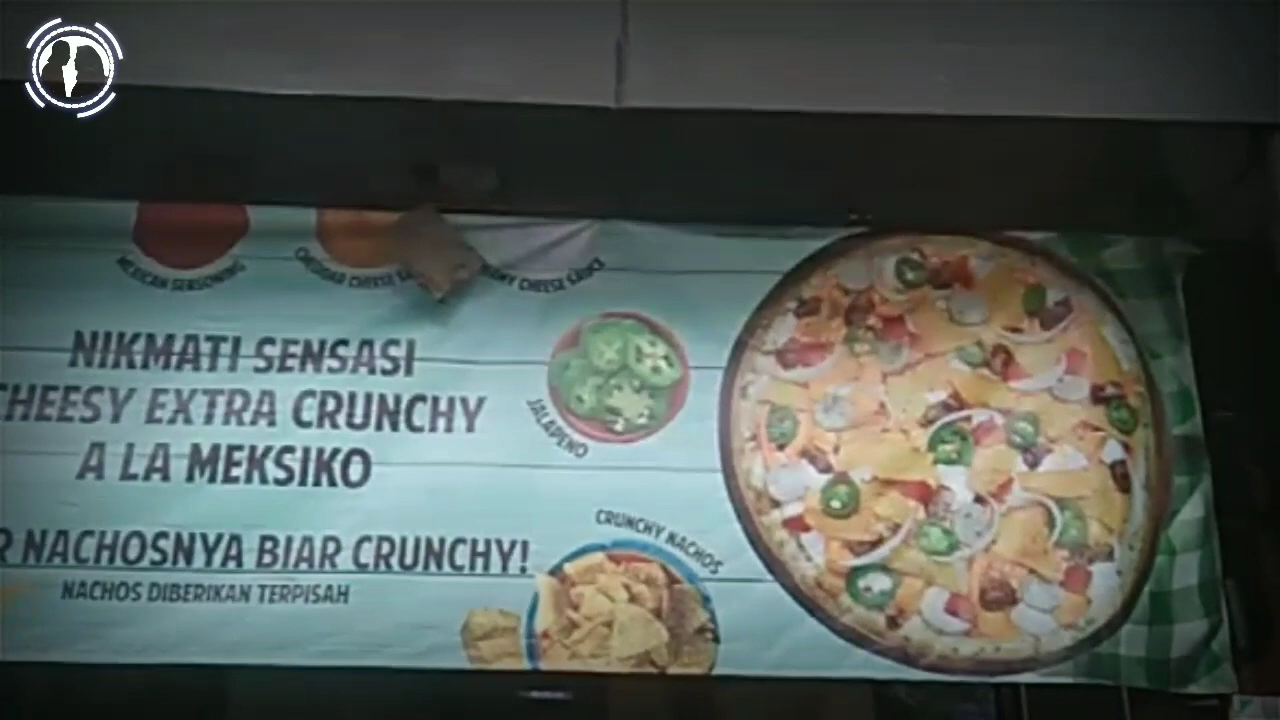 MEXICAN SERSONING
CHEDDAR CHEESE
CHEESE SAUCE
NIKMATI SENSASI
CHEESY EXTRA CRUNCHY
A LA MEKSIKO
JALAPENO
CRUNCHY NACHOS
NACHOSNYA BIAR CRUNCHY!
NACHOS DIBERIKAN TERPISAH